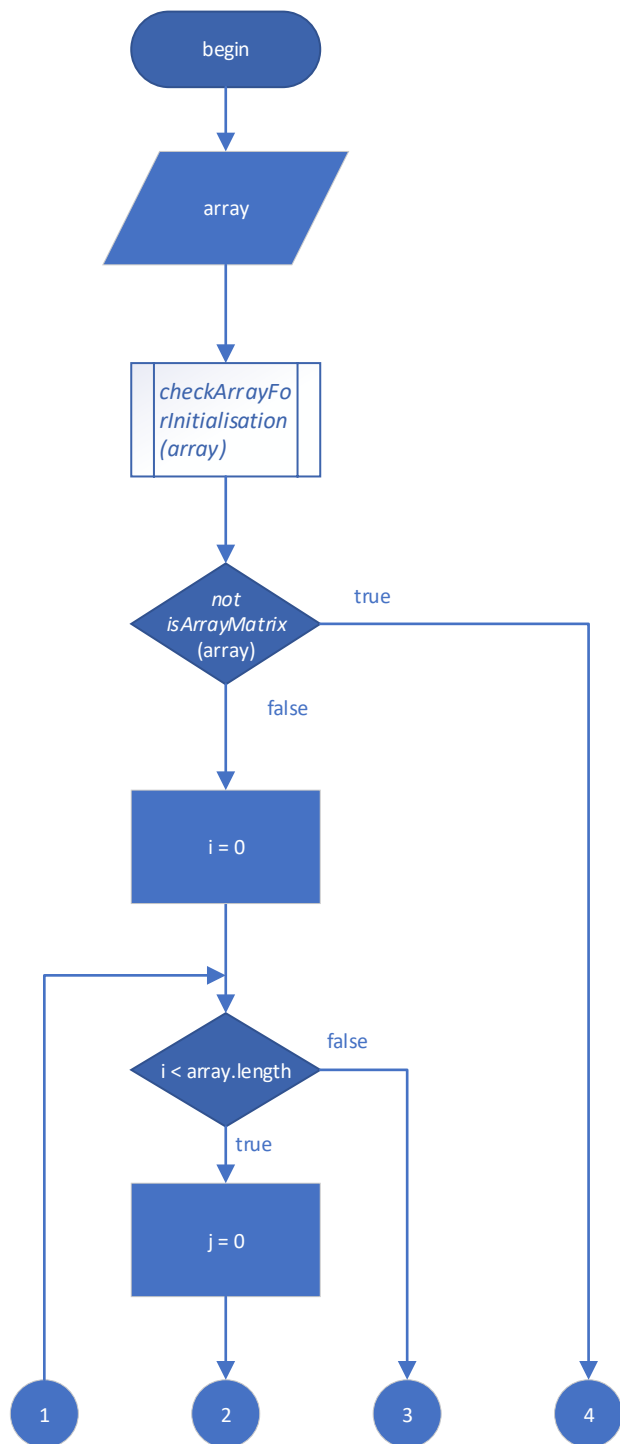 begin
array
checkArrayFo
rInitialisation
(array)
not
isArrayMatrix
(array)
true
false
i = 0
i < array.length
false
true
j = 0
1
2
3
4